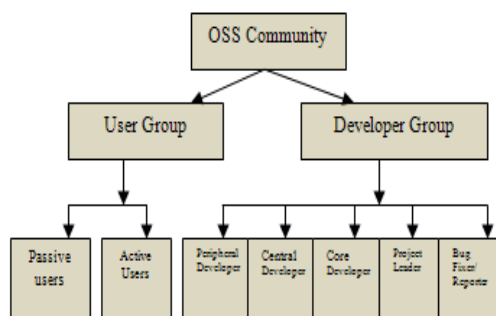 OSS Community
User Group
Developer Group
Passive
users
Active
Users
Peripheral
Developer
Central
Developer
Core
Developer
Project
Leader
Bug
Fixer/
Reporter